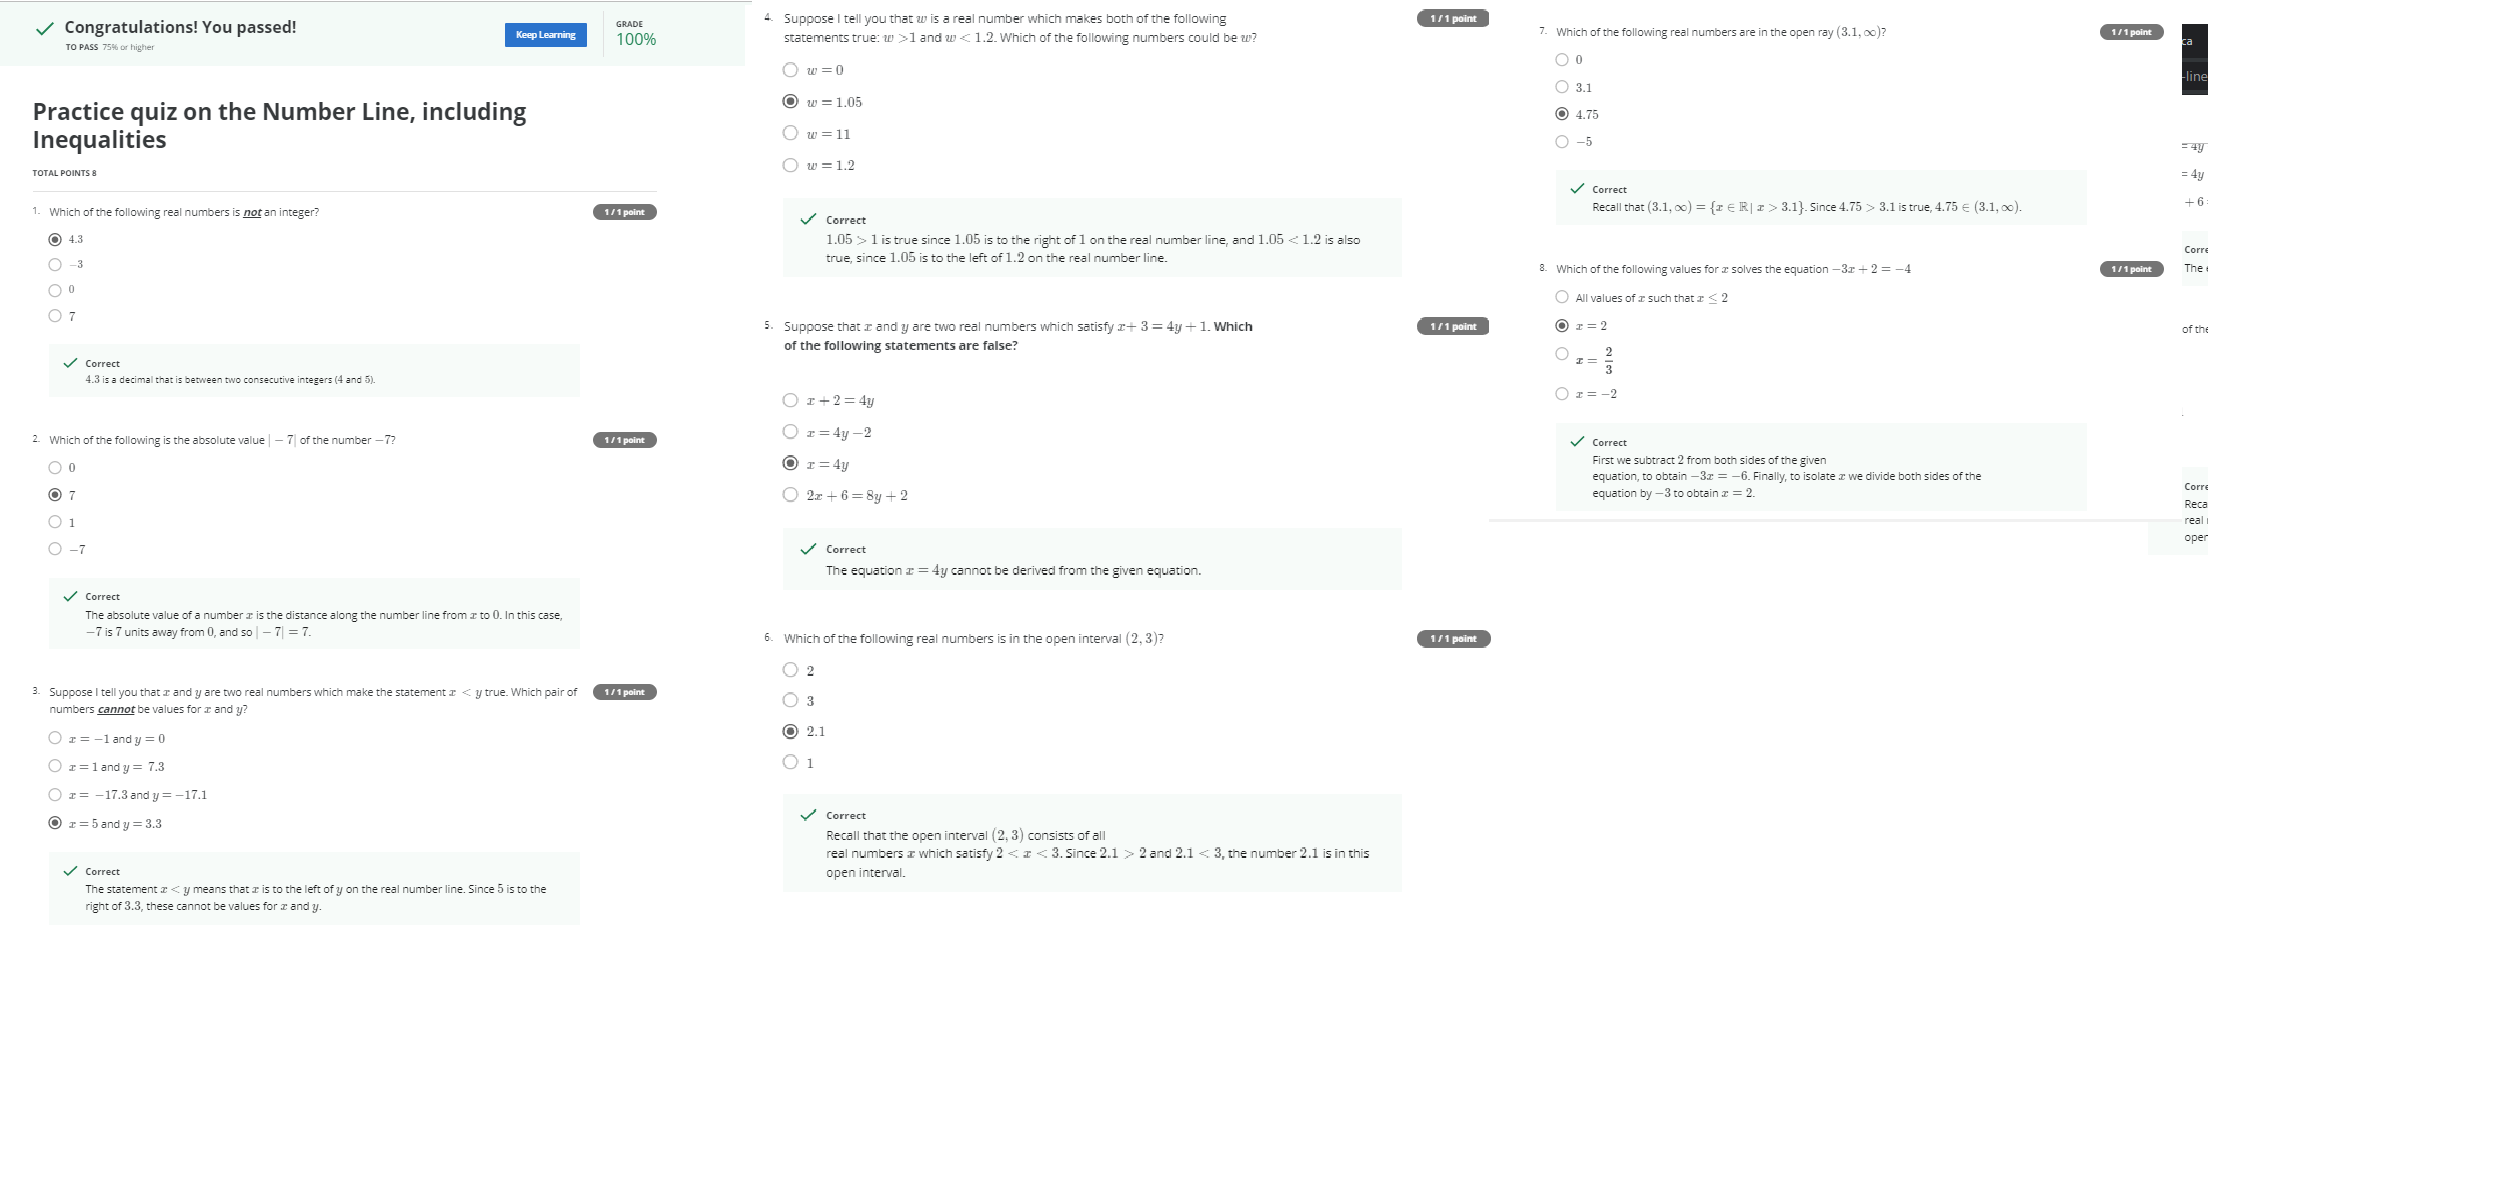 Congratulations! You passed!
TO PASS 75% or higher
Keep Learning
GRADE
100%
Practice quiz on the Number Line, including
Inequalities
TOTAL POINTS 8
1. Which of the following real numbers is not an integer?
1 / 1 point
4.3
−3
0
7
Correct
4.3 is a decimal that is between two consecutive integers (4 and 5).
2. Which of the following is the absolute value | − 7| of the number −7?
1 / 1 point
0
7
1
−7
Correct
The absolute value of a number x is the distance along the number line from x to 0. In this case,
−7 is 7 units away from 0, and so | − 7| = 7.
3. Suppose I tell you that x and y are two real numbers which make the statement x < y true. Which pair of
numbers cannot be values for x and y?
1 / 1 point
x = −1 and y = 0
x = 1 and y = 7.3
x = −17.3 and y = −17.1
x = 5 and y = 3.3
Correct
The statement x < y means that x is to the left of y on the real number line. Since 5 is to the
right of 3.3, these cannot be values for x and y.
4. Suppose I tell you that w is a real number which makes both of the following
statements true: w >1 and w < 1.2. Which of the following numbers could be w?
1 / 1 point
w = 0
w = 1.05
w = 11
w = 1.2
Correct
1.05 > 1 is true since 1.05 is to the right of 1 on the real number line, and 1.05 < 1.2 is also
true, since 1.05 is to the left of 1.2 on the real number line.
5. Suppose that x and y are two real numbers which satisfy x+ 3 = 4y + 1. Which
of the following statements are false?
1 / 1 point
x + 2 = 4y
x = 4y −2
x = 4y
2x + 6 = 8y + 2
Correct
The equation x = 4y cannot be derived from the given equation.
6. Which of the following real numbers is in the open interval (2, 3)?
1 / 1 point
2
3
2.1
1
Correct
Recall that the open interval (2, 3) consists of all
real numbers x which satisfy 2 < x < 3. Since 2.1 > 2 and 2.1 < 3, the number 2.1 is in this
open interval.
7. Which of the following real numbers are in the open ray (3.1, ∞)?
1 / 1 point
0
3.1
4.75
−5
Correct
Recall that (3.1, ∞) = {x ∈ ℝ| x > 3.1}. Since 4.75 > 3.1 is true, 4.75 ∈ (3.1, ∞).
8. Which of the following values for x solves the equation −3x + 2 = −4
1 / 1 point
All values of x such that x ≤ 2
x = 2
x = 2/3
x = −2
Correct
First we subtract 2 from both sides of the given
equation, to obtain −3x = −6. Finally, to isolate x we divide both sides of the
equation by −3 to obtain x = 2.
ca
-line
= 4y
= 4y
+ 6
Corre
The
of the
Corre
Reca
real
oper